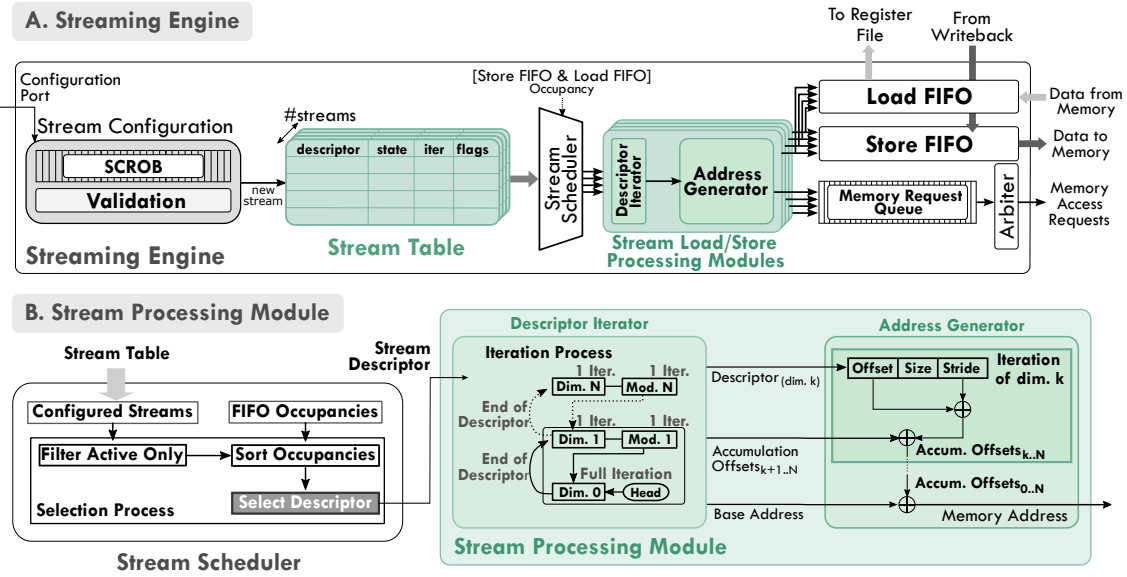 A. Streaming Engine
To Register
File
From
Writeback
Configuration
Port
[Store FIFO & Load FIFO]
Occupancy
Stream Configuration
SCROB
Validation
new
stream
#streams
descriptor state iter flags
Stream Table
Stream
Scheduler
Descriptor
Iterator
Address
Generator
Stream Load/Store
Processing Modules
Load FIFO
Store FIFO
Memory Request
Queue
Arbiter
Data from
Memory
Data to
Memory
Memory
Access
Requests
Streaming Engine
B. Stream Processing Module
Stream Table
Configured Streams
FIFO Occupancies
Filter Active Only
Sort Occupancies
Select Descriptor
Selection Process
Stream Scheduler
Stream
Descriptor
Descriptor Iterator
Iteration Process
1 Iter. 1 Iter.
Dim. N Mod. N
End of
Descriptor
1 Iter. 1 Iter.
Dim. 1 Mod. 1
End of
Descriptor
Full Iteration
Dim. 0 Head
Stream Processing Module
Descriptor (dim. k)
Accumulation
Offsets k+1..N
Base Address
Address Generator
Offset Size Stride
Iteration
of dim. k
Accum. Offsets k..N
Accum. Offsets 0..N
Memory Address